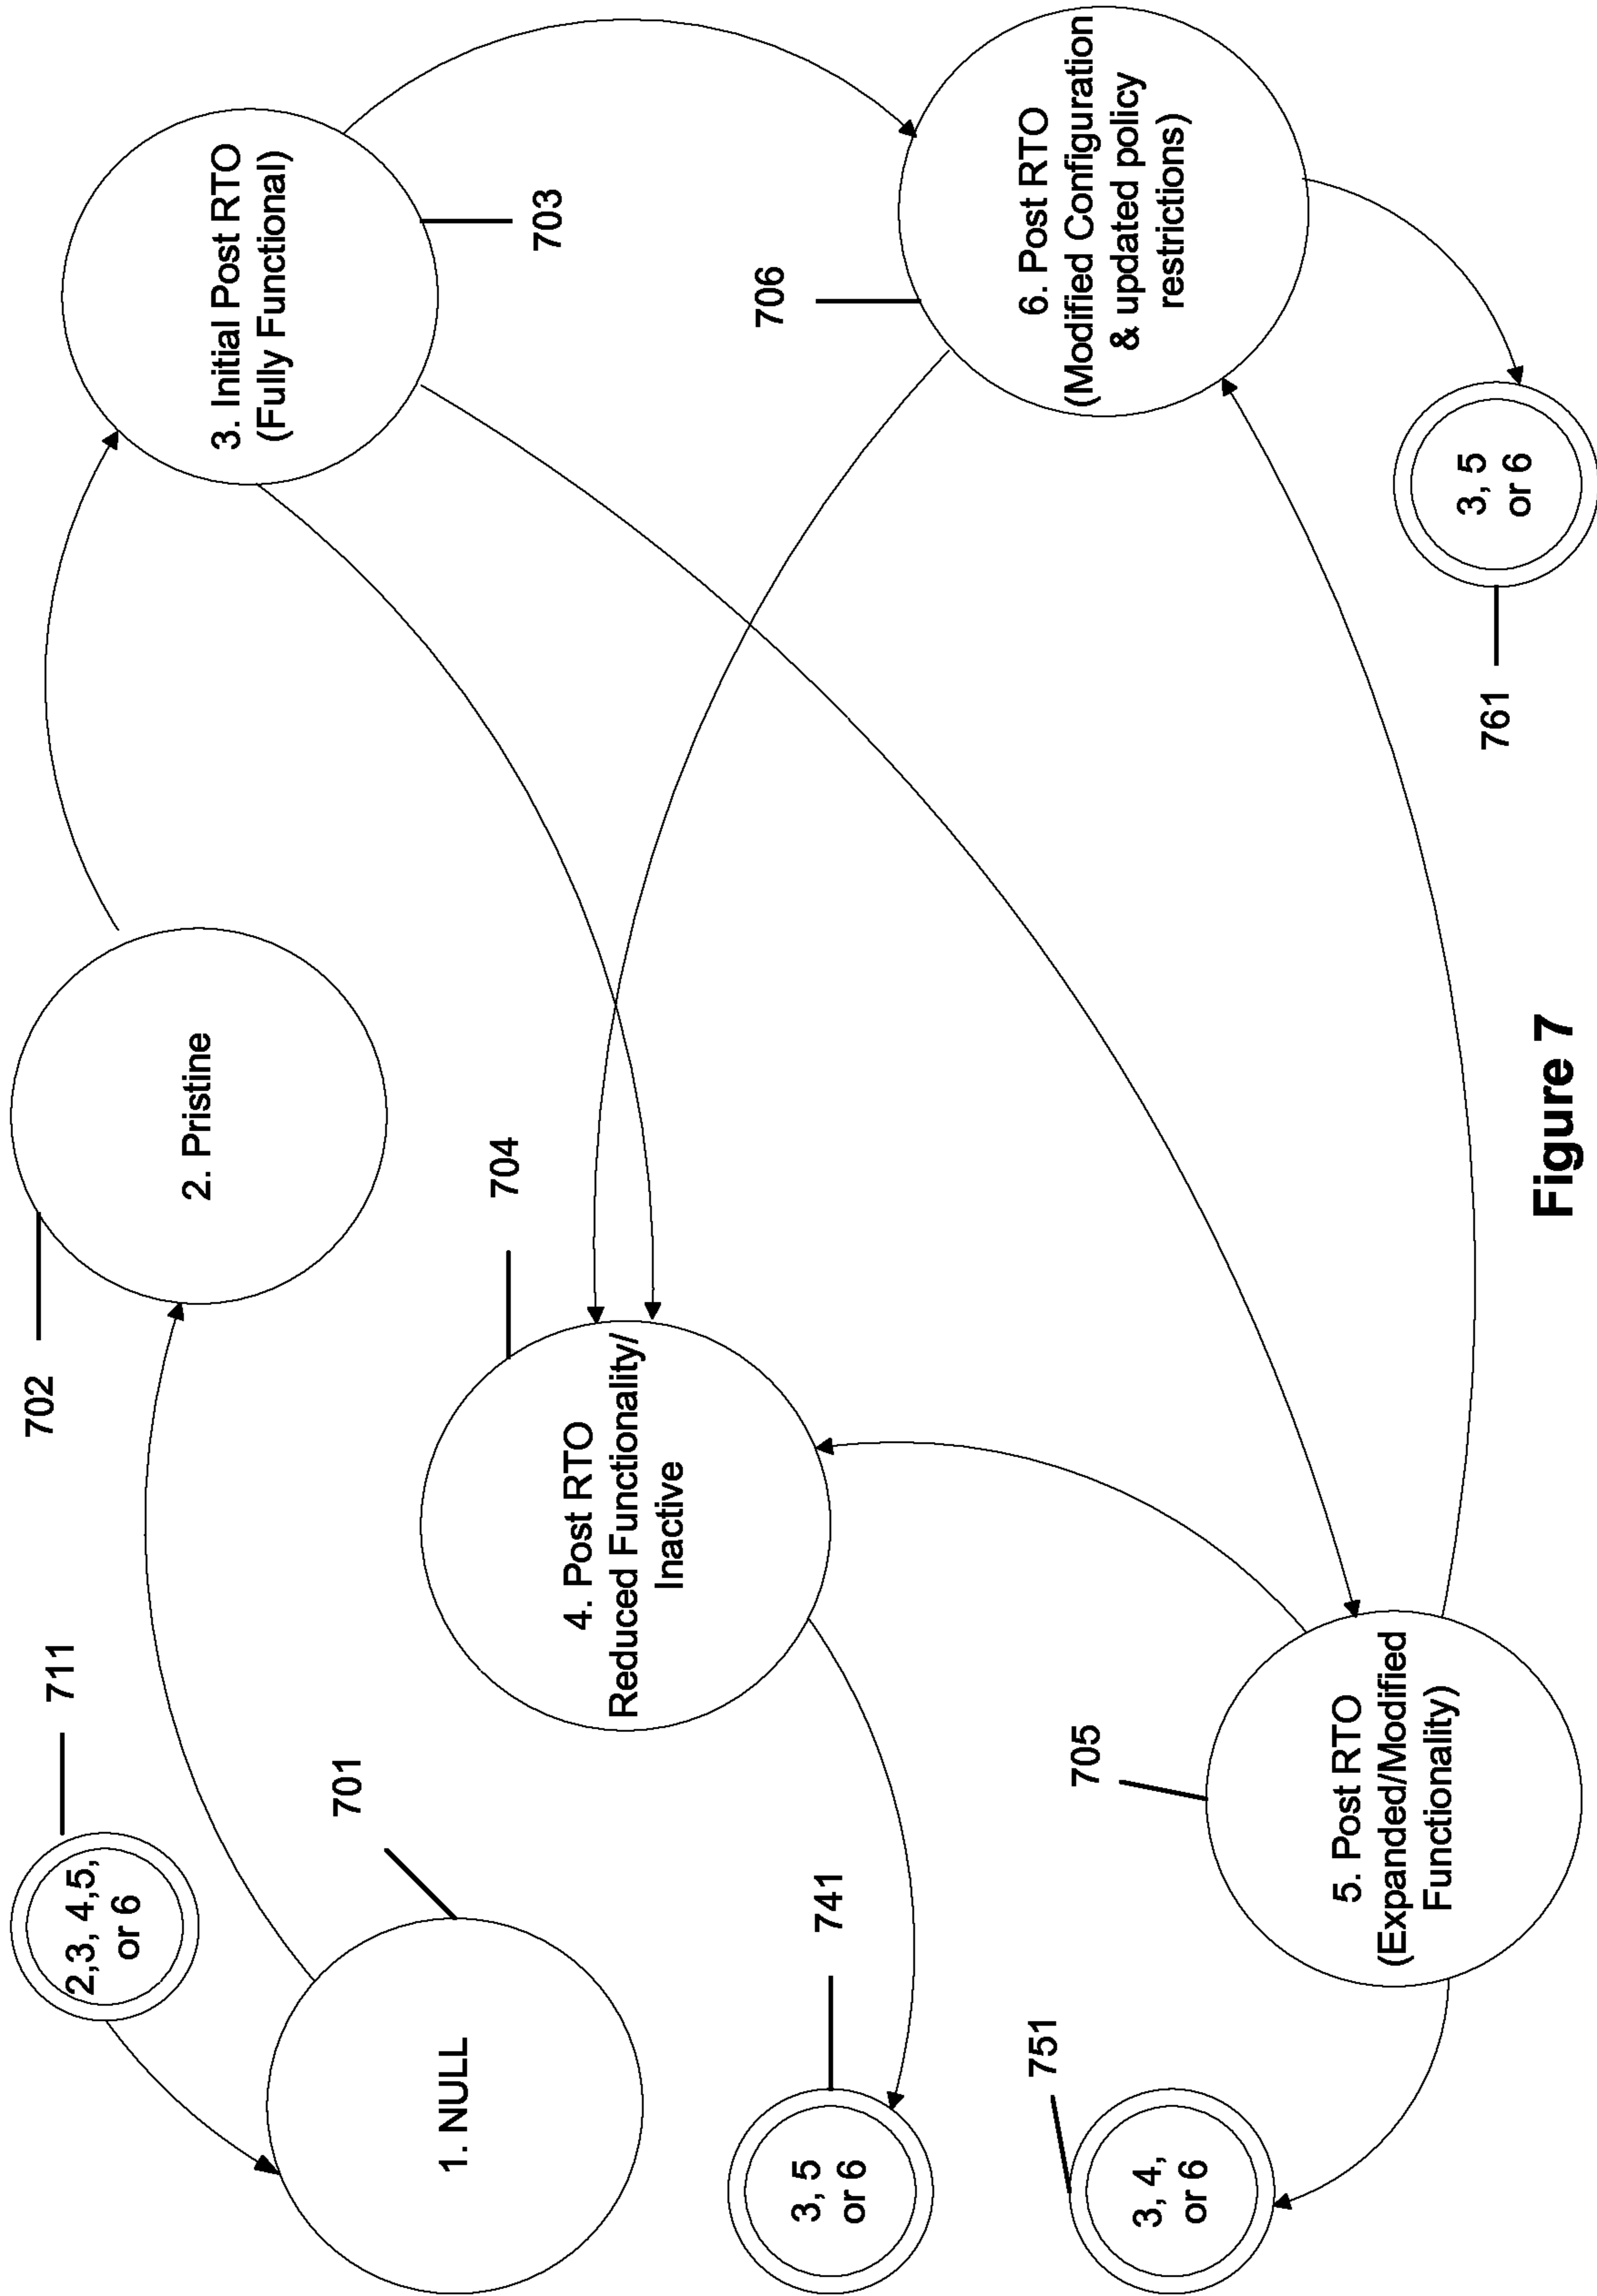 711
2,3, 4,5,
or 6
702
2. Pristine
3. Initial Post RTO
(Fully Functional)
703
701
1. NULL
704
4. Post RTO
Reduced Functionality/
Inactive
706
6. Post RTO
(Modified Configuration
& updated policy
restrictions)
741
3, 5
or 6
751
3, 4,
or 6
705
5. Post RTO
(Expanded/Modified
Functionality)
761
3, 5
or 6
Figure 7